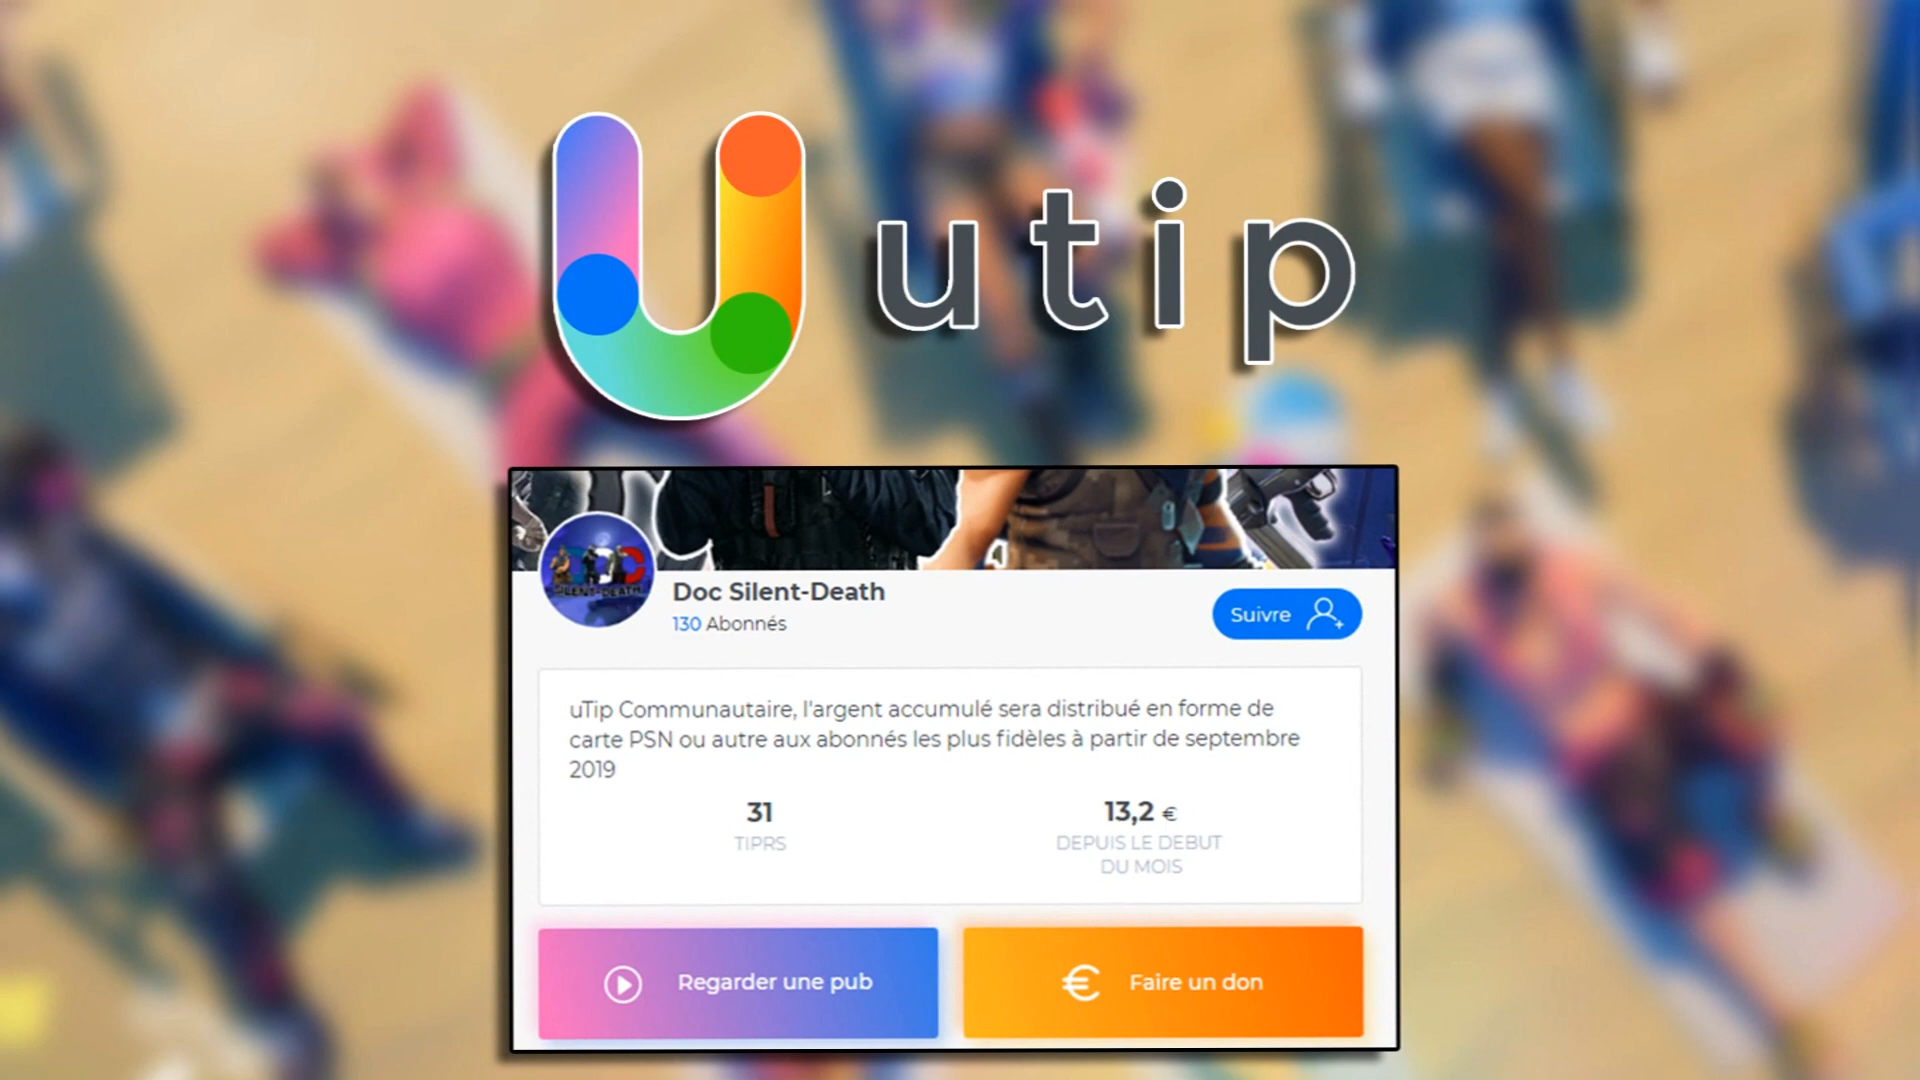 utip
SILENT-DEATH
Doc Silent-Death
130 Abonnés
Suivre
uTip Communautaire, l'argent accumulé sera distribué en forme de
carte PSN ou autre aux abonnés les plus fidèles à partir de septembre
2019
31
TIPRS
13,2 €
DEPUIS LE DEBUT
DU MOIS
Regarder une pub
€ Faire un don